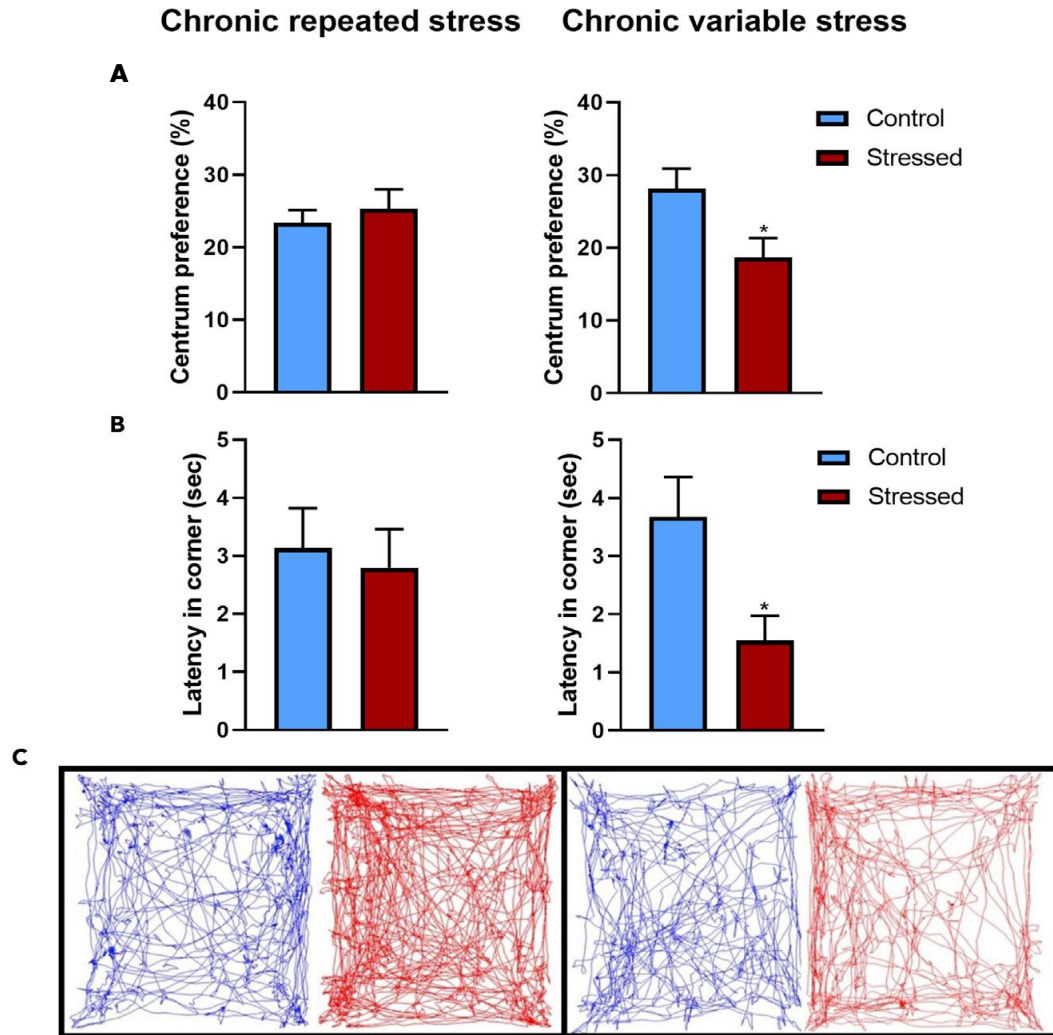 Chronic repeated stress Chronic variable stress
A
Centrum preference (%)
40
30
20
10
0
Centrum preference (%)
40
30
20
10
0
*
Control
Stressed
B
Latency in corner (sec)
5
4
3
2
1
0
Latency in corner (sec)
5
4
3
2
1
0
*
Control
Stressed
C